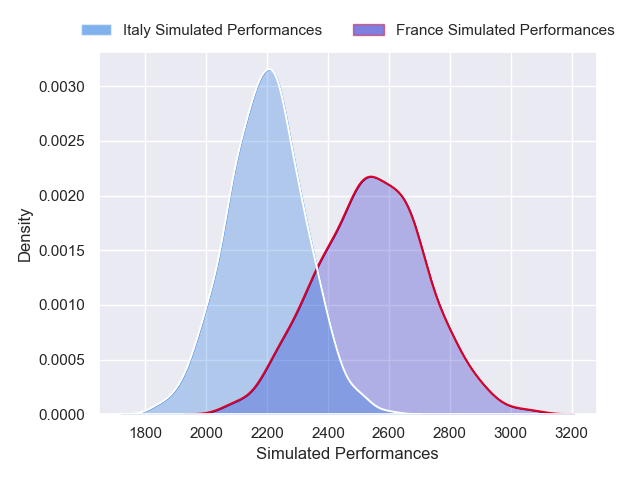 Italy Simulated Performances France Simulated Performances
0.0030
0.0025
0.0020
0.0015
0.0010
0.0005
0.0000
Density
1800 2000 2200 2400 2600 2800 3000 3200
Simulated Performances